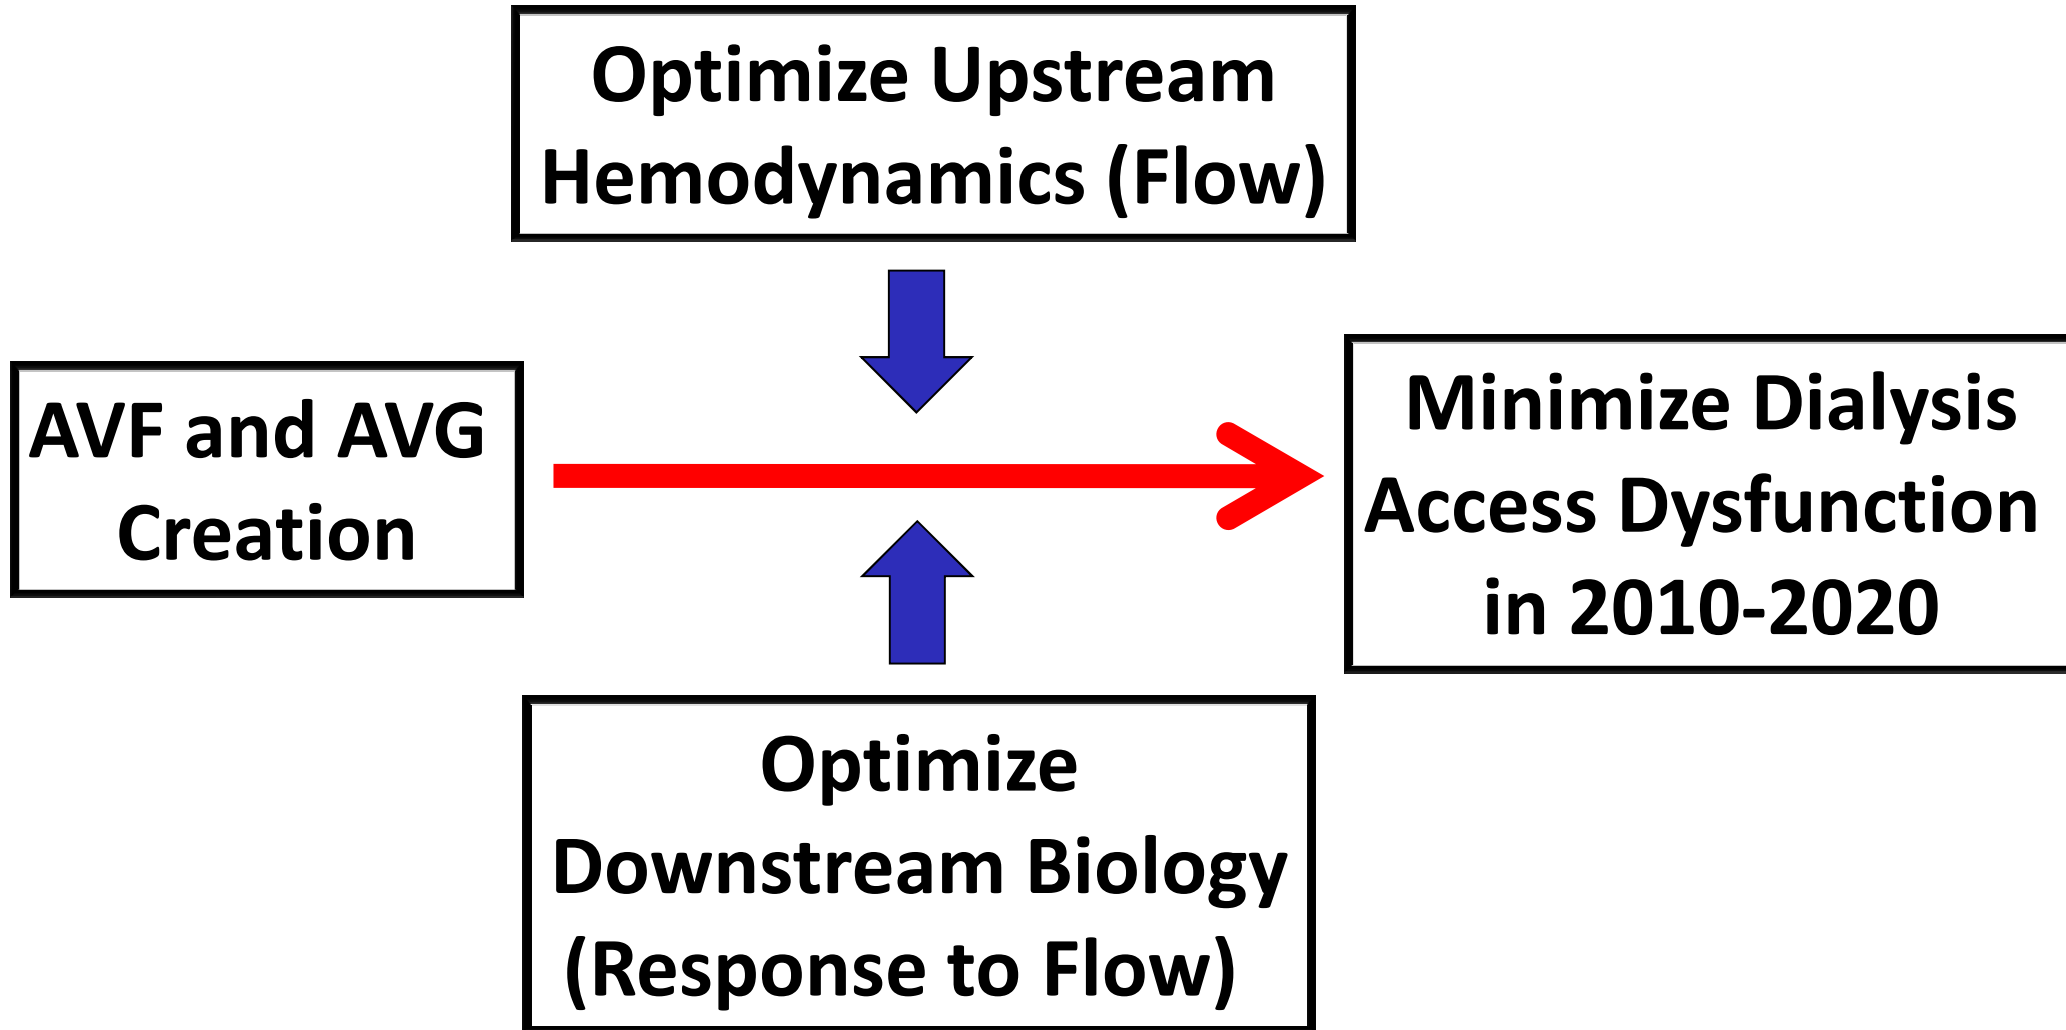 Optimize Upstream
Hemodynamics (Flow)
AVF and AVG
Creation
Minimize Dialysis
Access Dysfunction
in 2010-2020
Optimize
Downstream Biology
(Response to Flow)